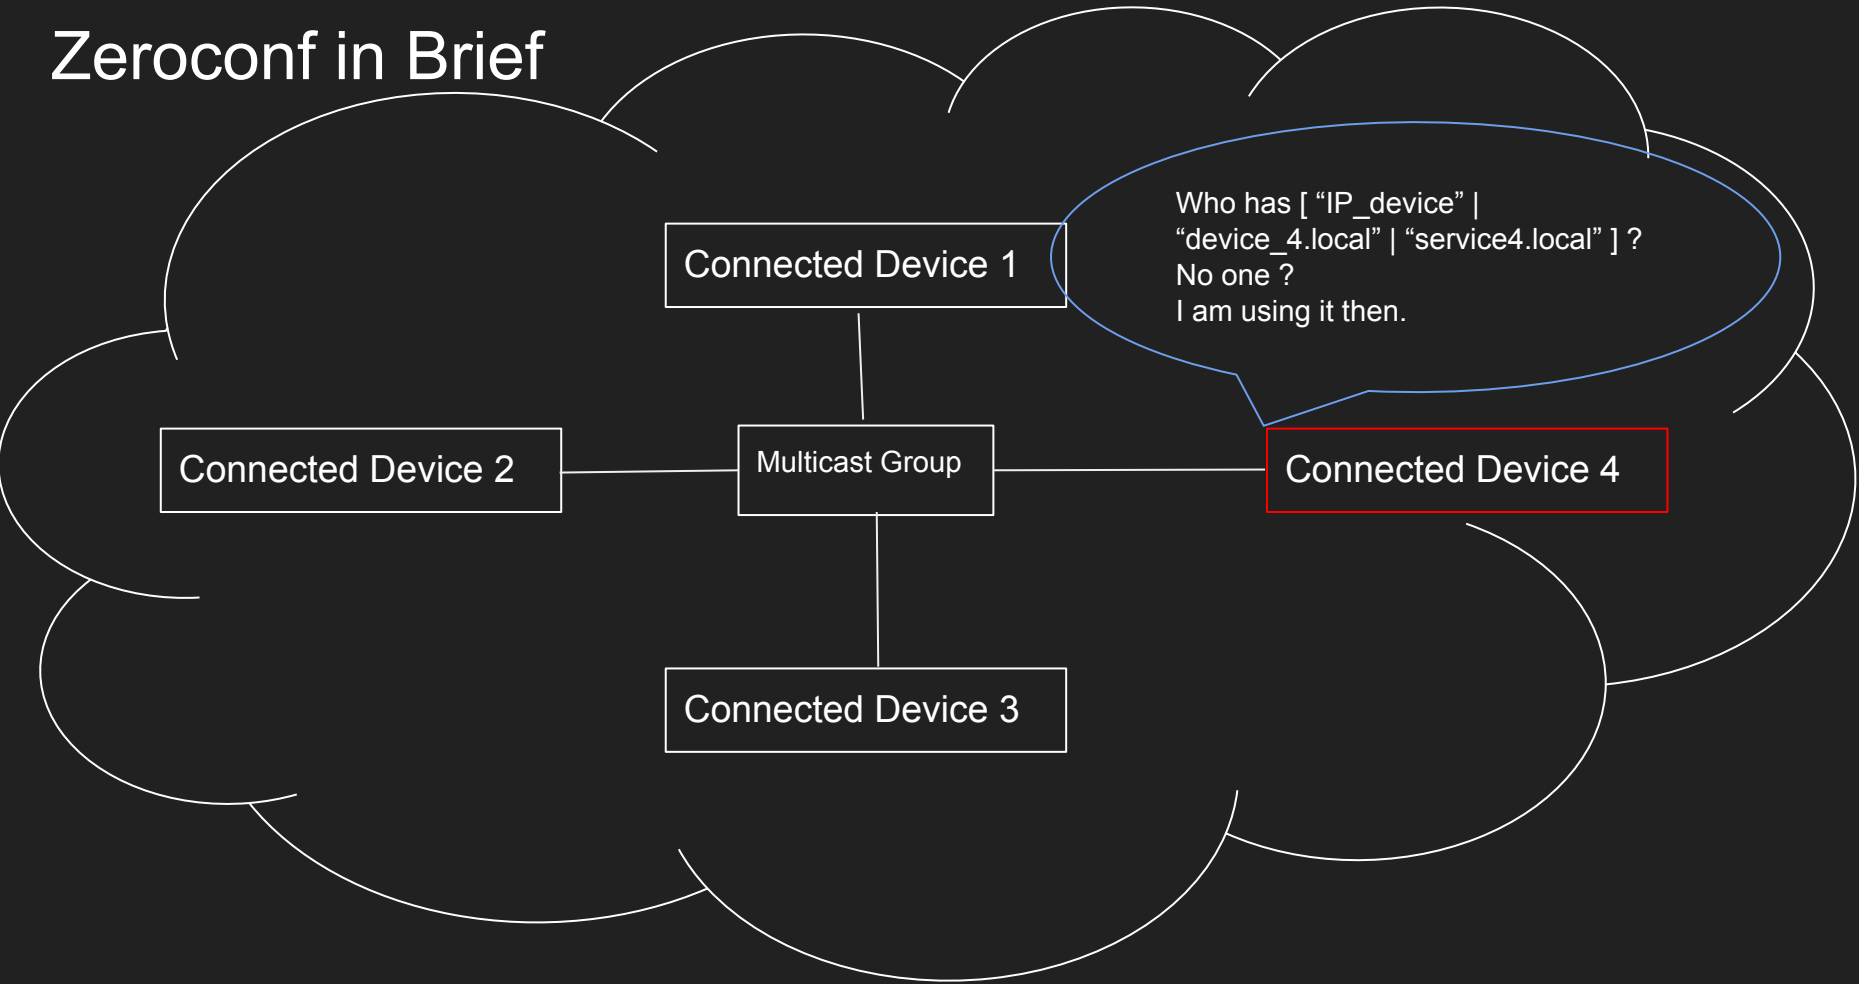 Zeroconf in Brief
Connected Device 1
Who has [ “IP_device” |
“device_4.local” | “service4.local” ] ?
No one ?
I am using it then.
Connected Device 2
Multicast Group
Connected Device 4
Connected Device 3